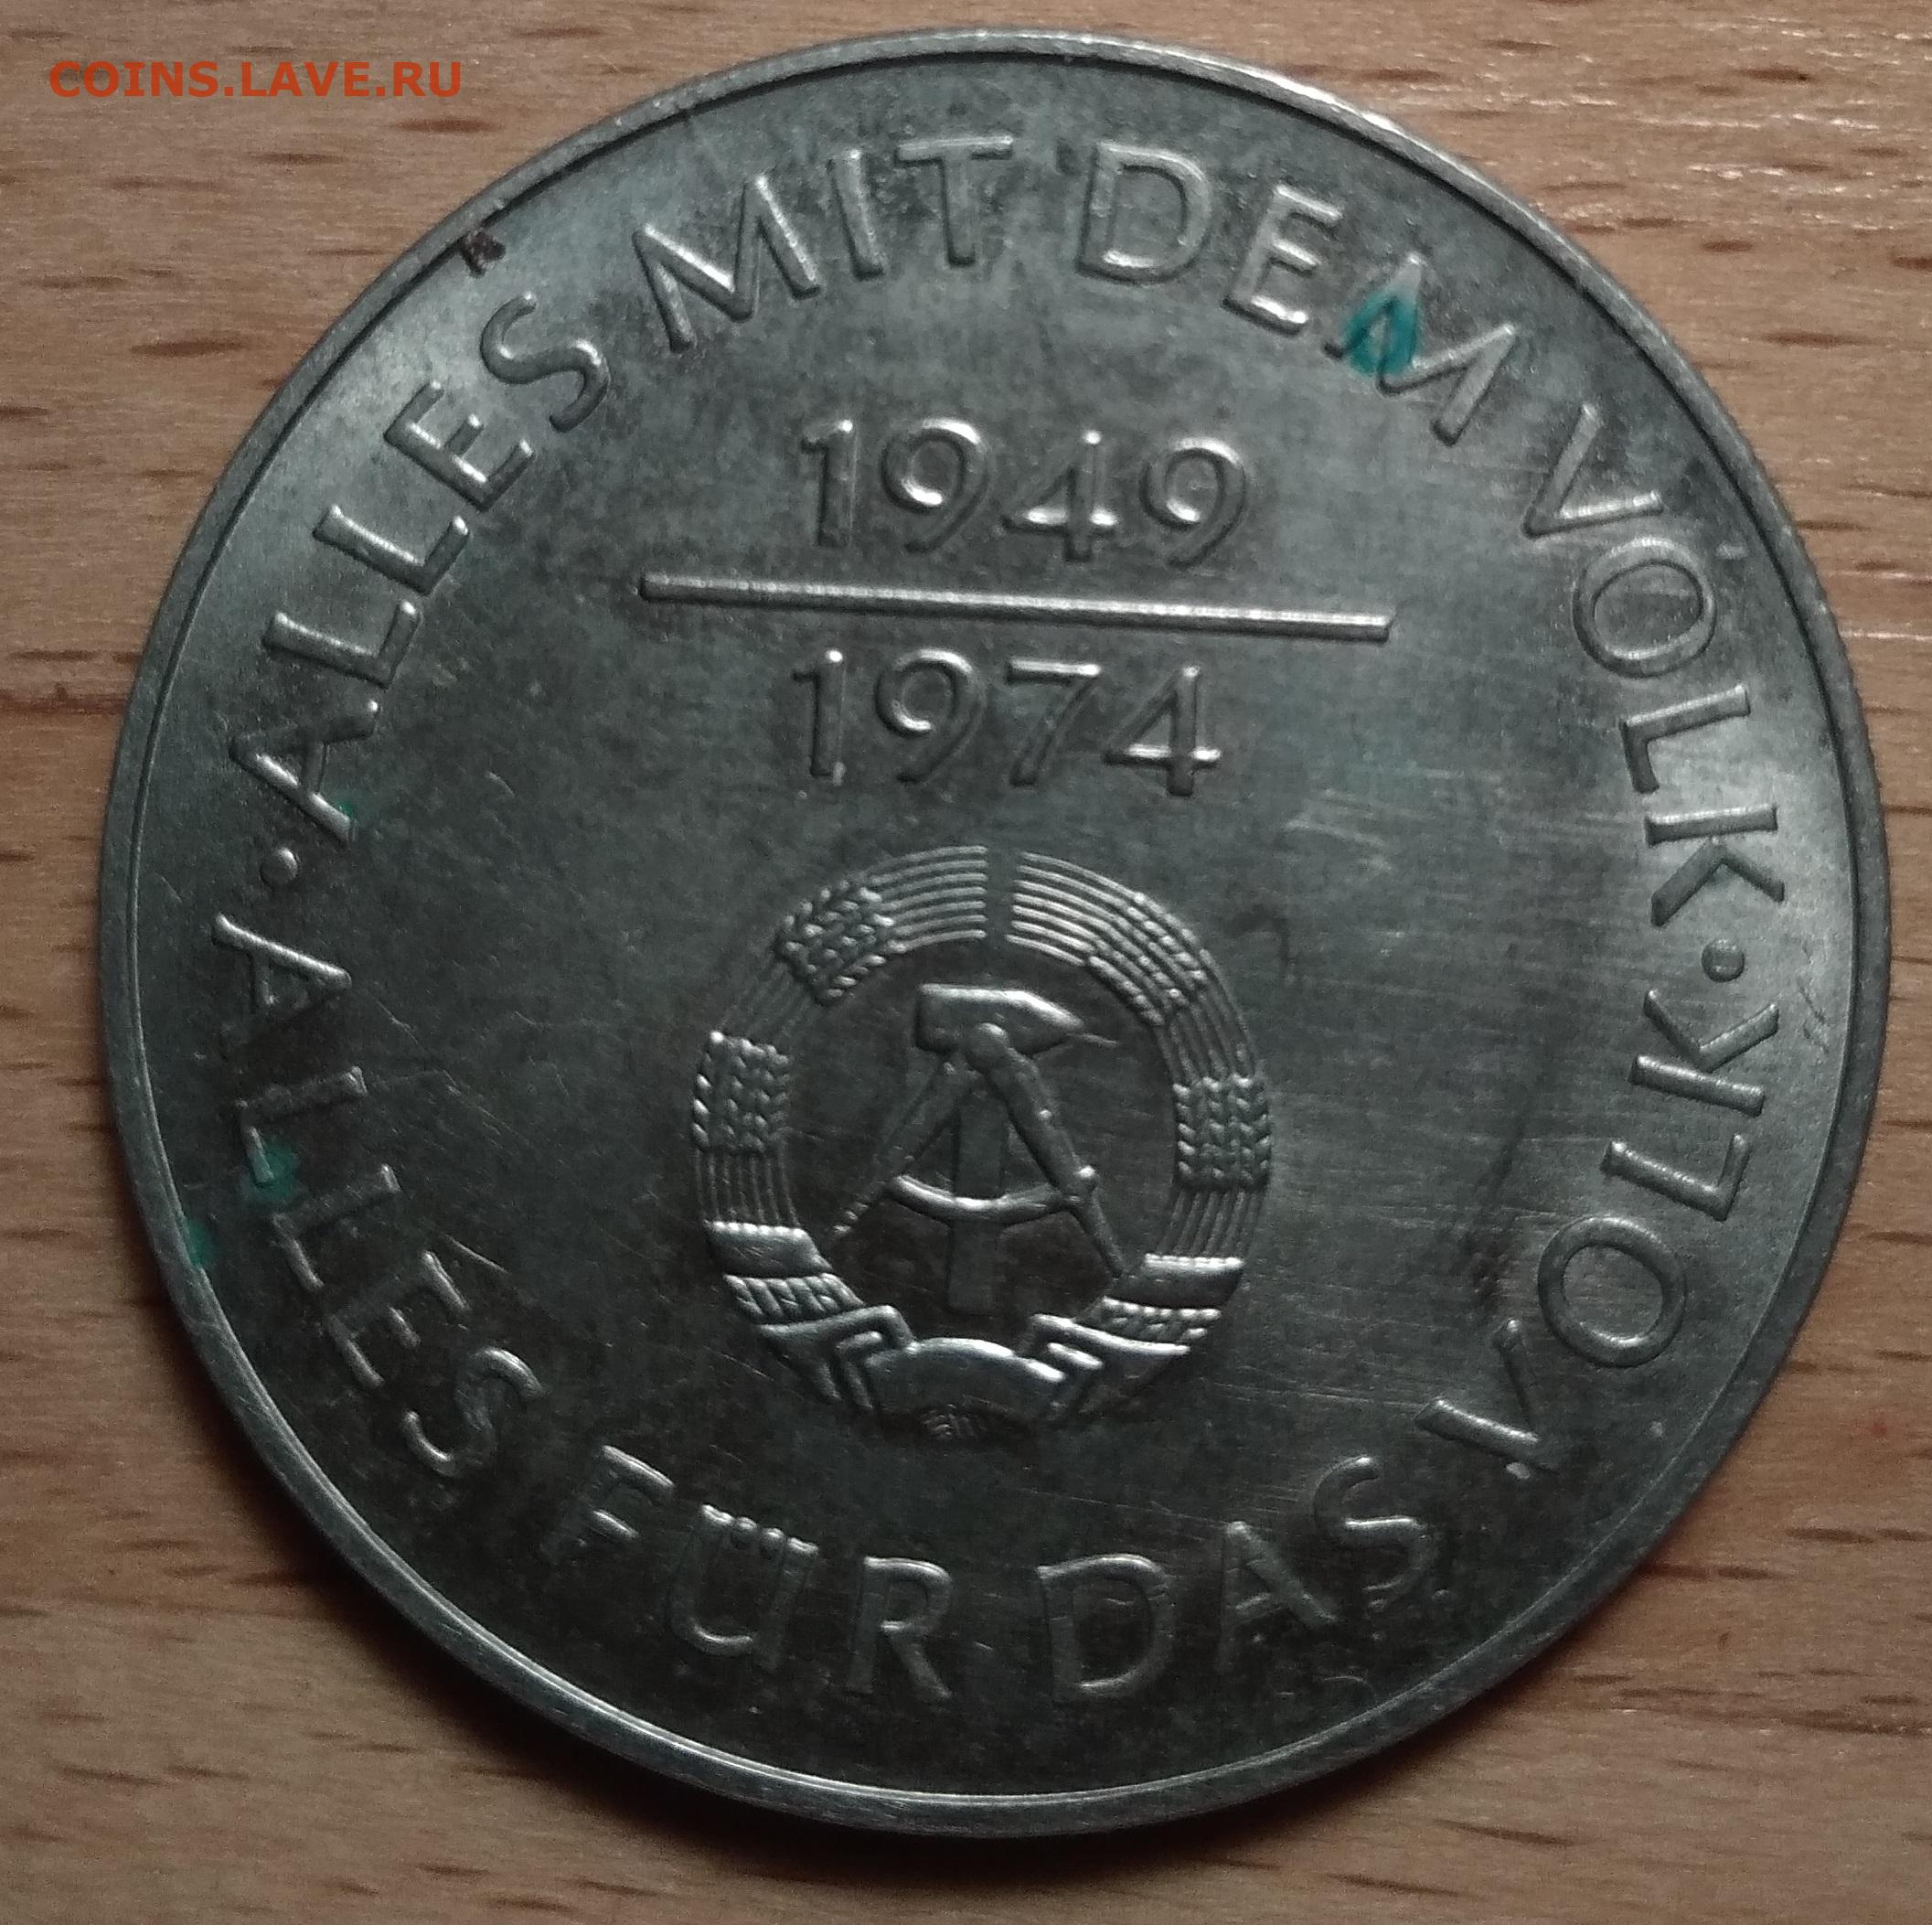 COINS.LAVE.RU
· ALLES MIT DEM VOLK ·
1949
1974
ALLES FÜR DAS VOLK